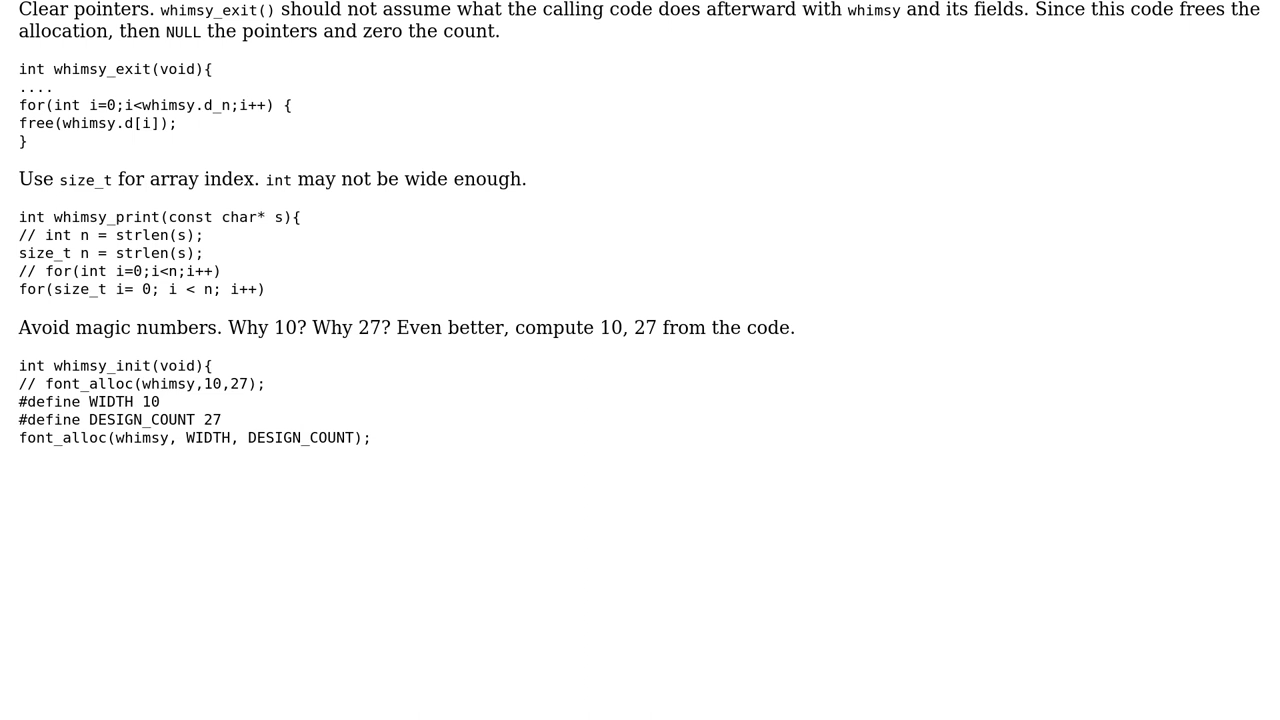 Clear pointers. whimsy_exit() should not assume what the calling code does afterward with whimsy and its fields. Since this code frees the
allocation, then NULL the pointers and zero the count.
int whimsy_exit(void){
....
for(int i=0;i<whimsy.d_n;i++) {
free(whimsy.d[i]);
}
Use size_t for array index. int may not be wide enough.
int whimsy_print(const char* s){
// int n = strlen(s);
size_t n = strlen(s);
// for(int i=0;i<n;i++)
for(size_t i= 0; i < n; i++)
Avoid magic numbers. Why 10? Why 27? Even better, compute 10, 27 from the code.
int whimsy_init(void){
// font_alloc(whimsy,10,27);
#define WIDTH 10
#define DESIGN_COUNT 27
font_alloc(whimsy, WIDTH, DESIGN_COUNT);